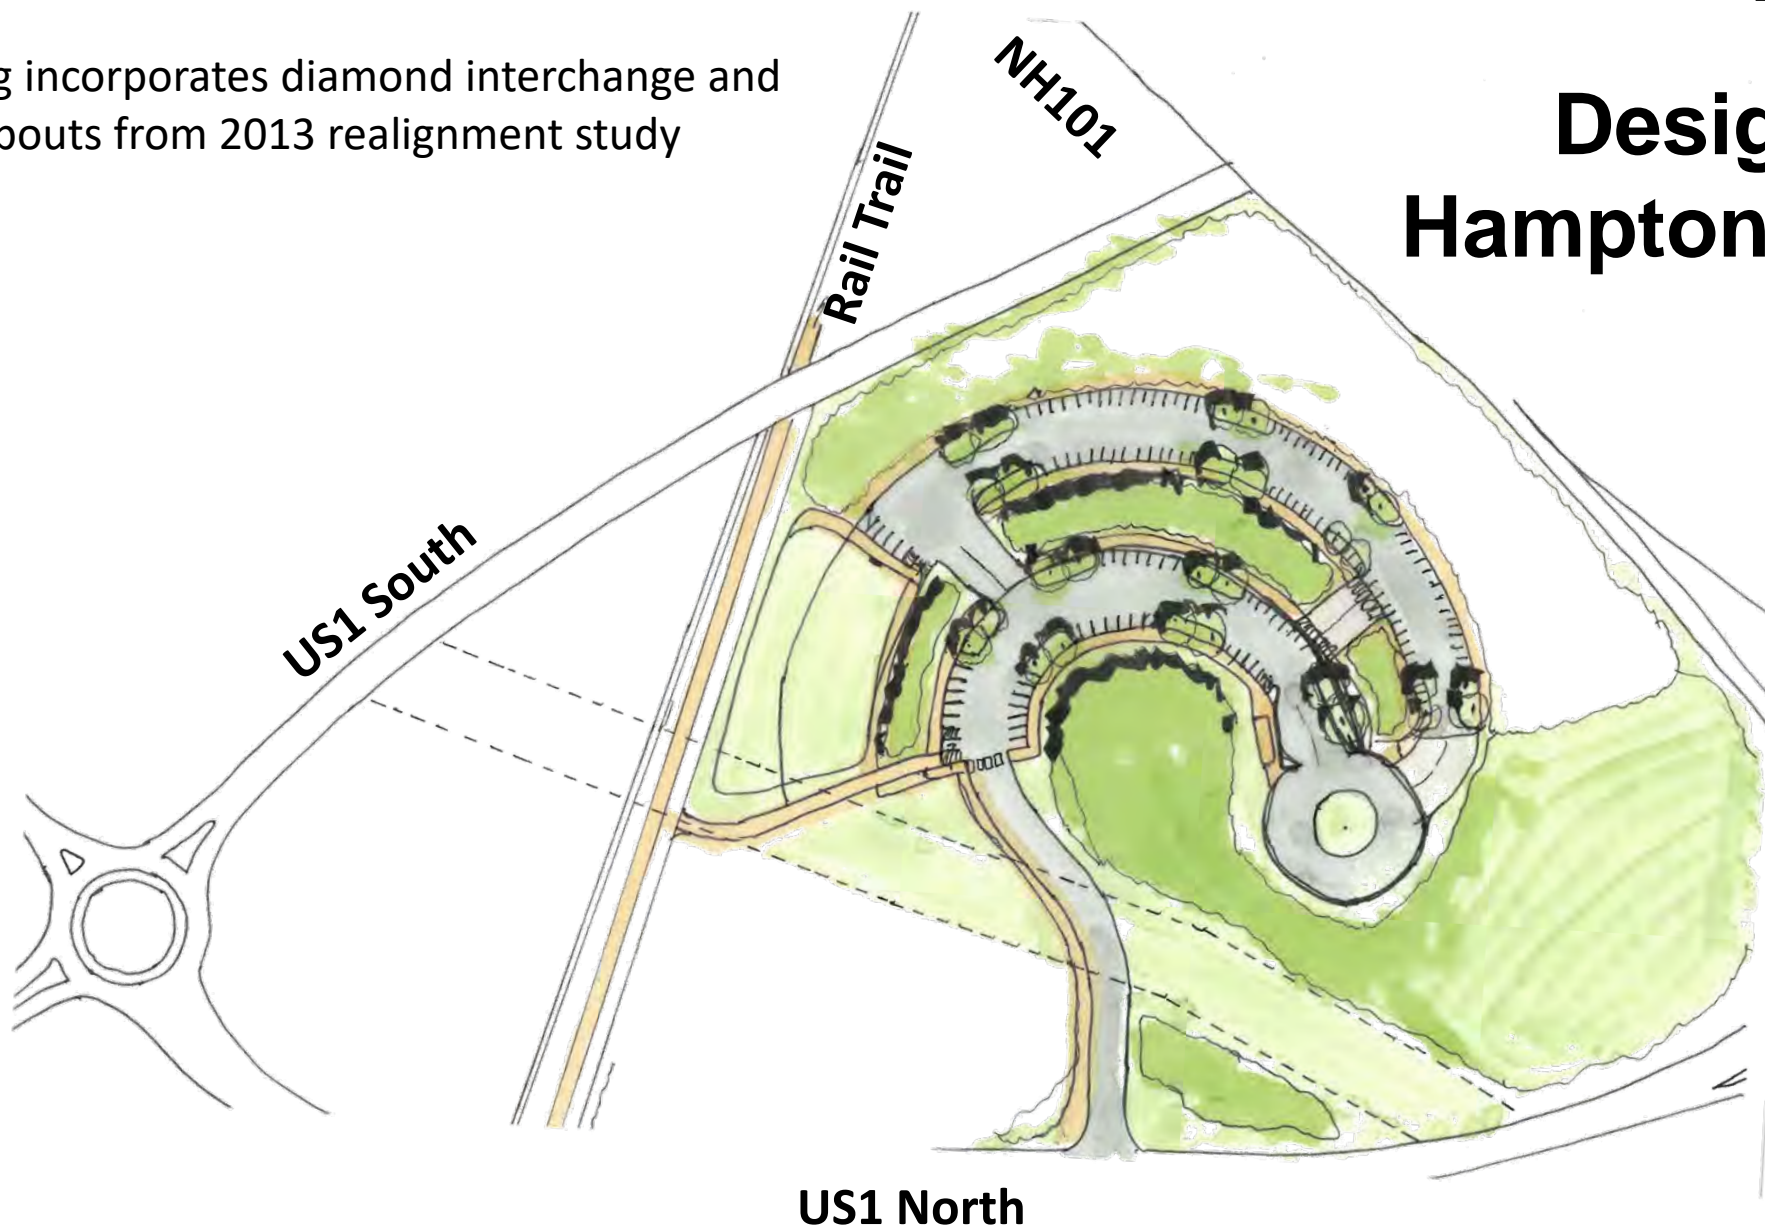 g incorporates diamond interchange and
bouts from 2013 realignment study
Desig
Hampton
NH101
Rail Trail
US1 South
US1 North